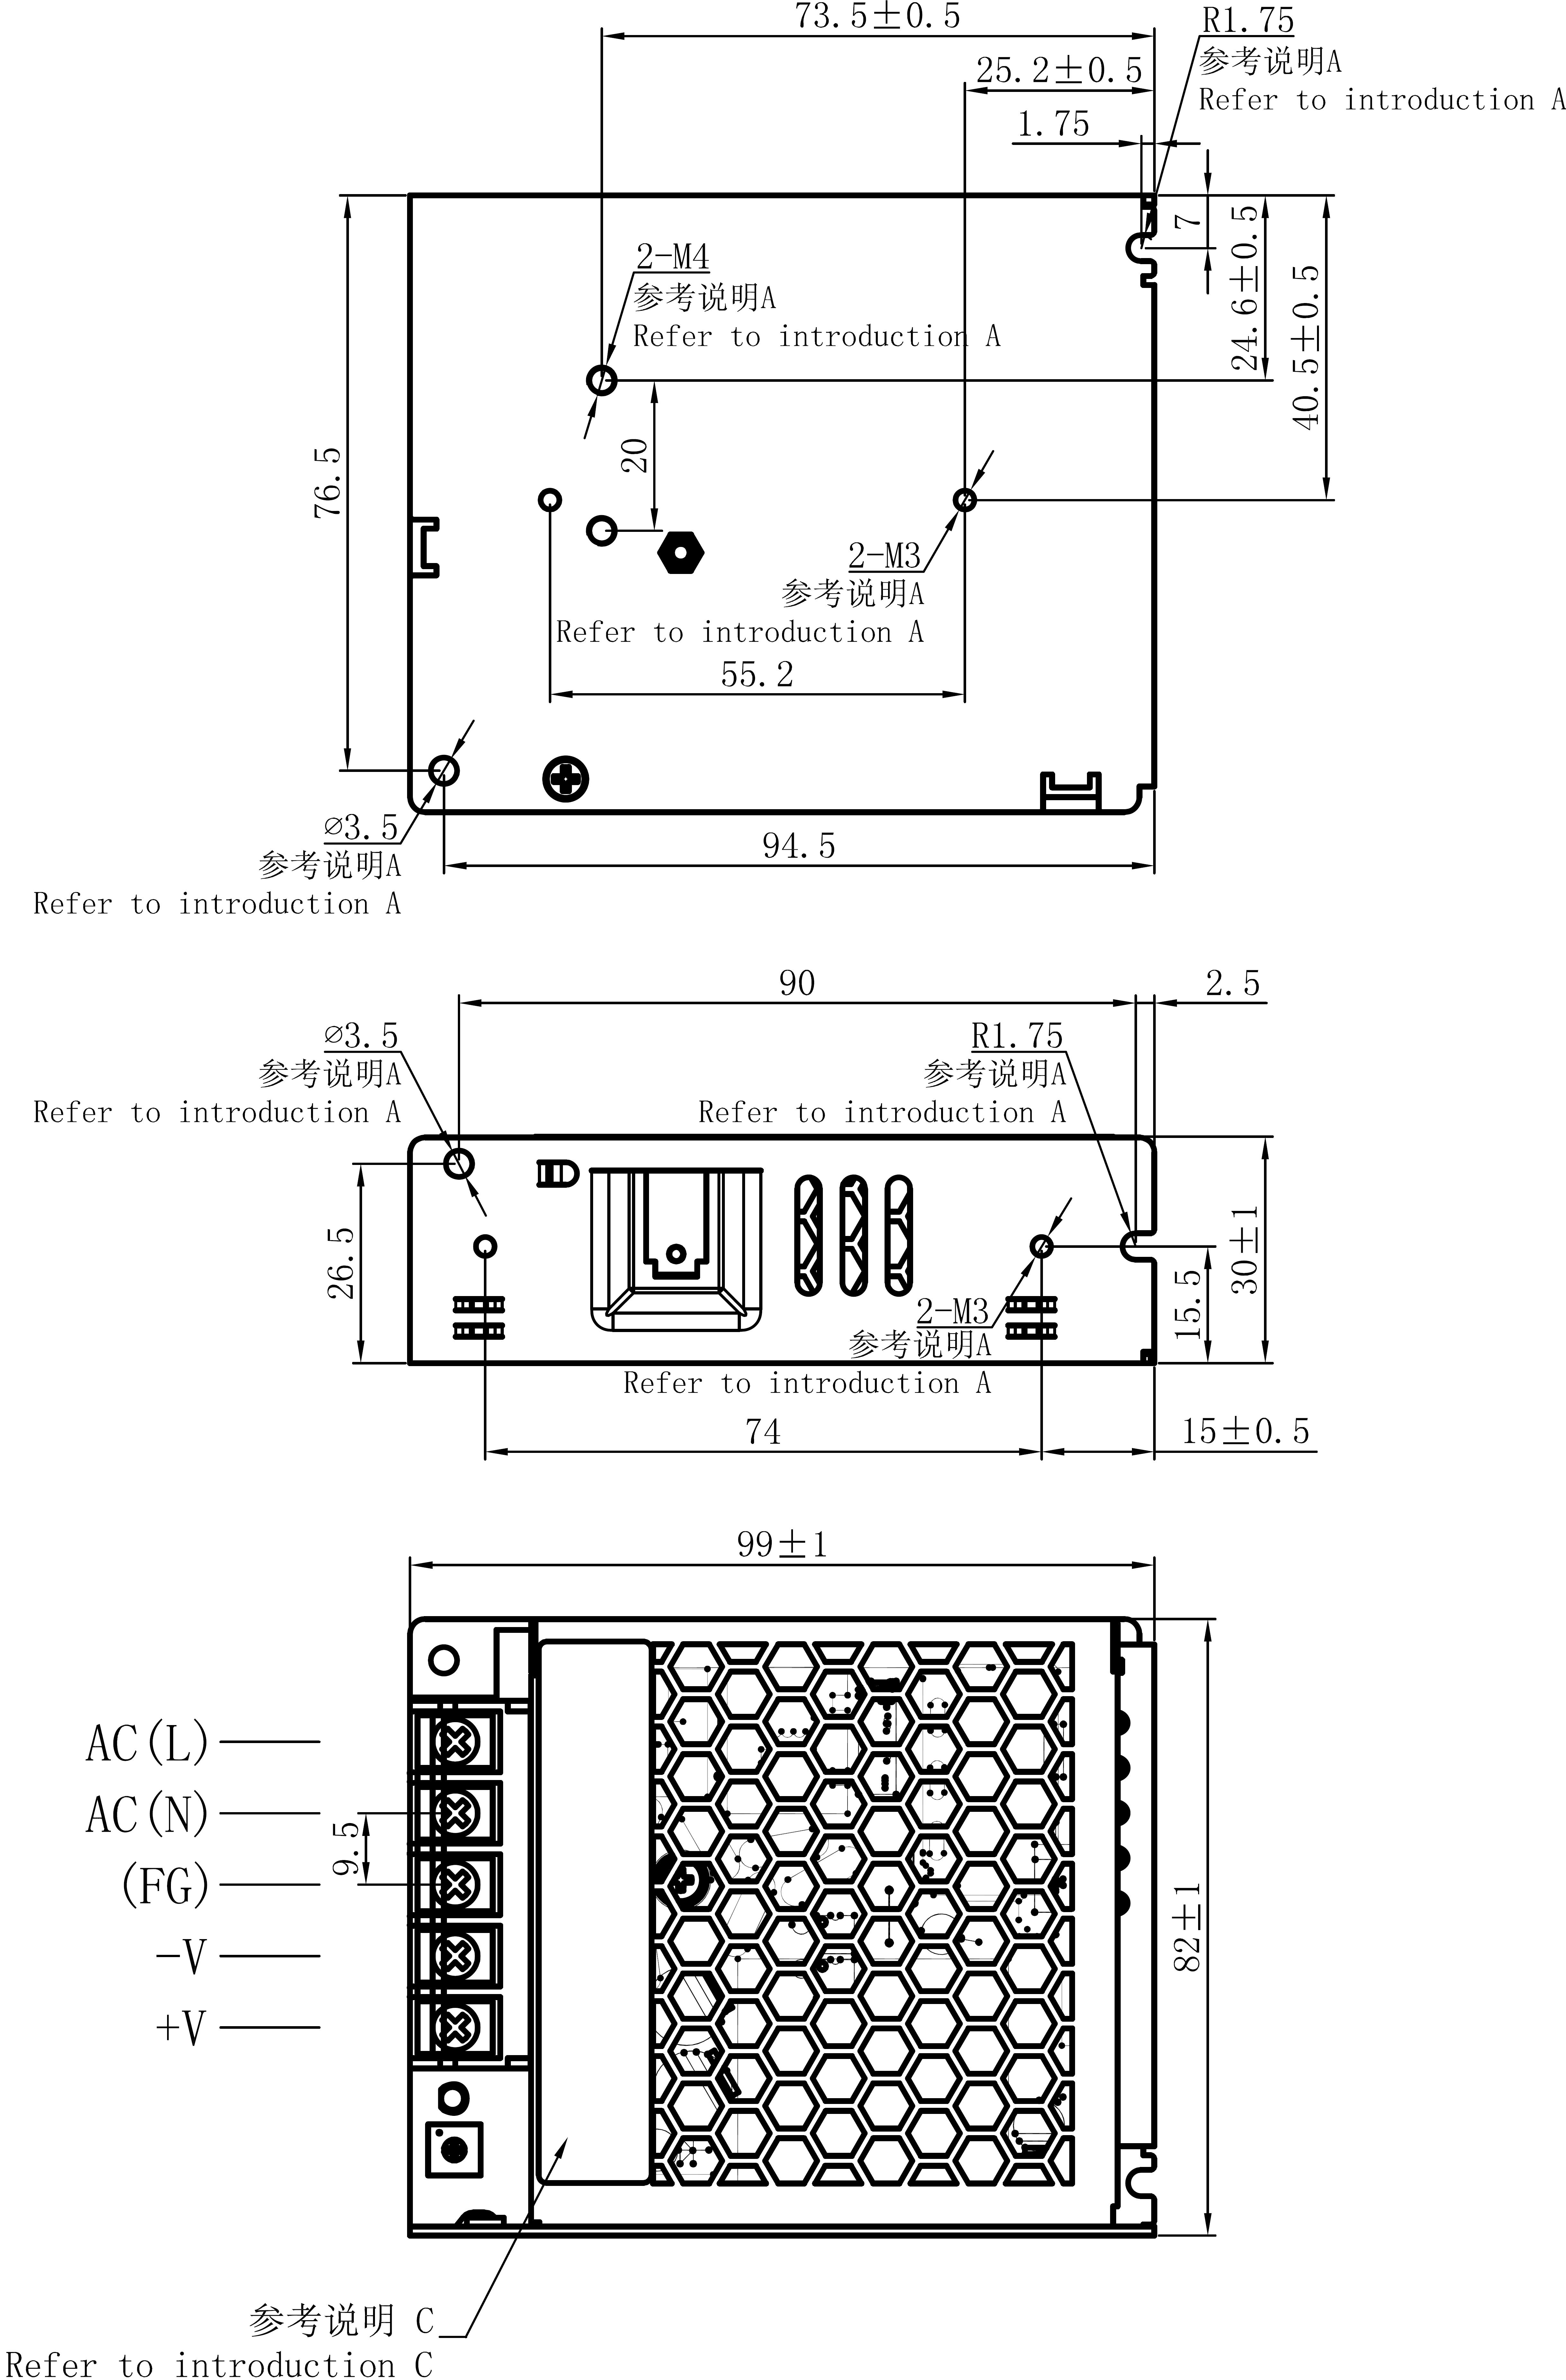 73.5±0.5
R1.75
参考说明A
Refer to introduction A
25.2±0.5
1.75
7
24.6±0.5
40.5±0.5
2-M4
参考说明A
Refer to introduction A
76.5
20
2-M3
参考说明A
Refer to introduction A
55.2
⌀3.5
参考说明A
Refer to introduction A
94.5
90
2.5
⌀3.5
参考说明A
Refer to introduction A
R1.75
参考说明A
Refer to introduction A
26.5
30±1
15.5
2-M3
参考说明A
Refer to introduction A
74
15±0.5
99±1
AC(L)
AC(N)
9.5
(FG)
-V
+V
82±1
参考说明 C
Refer to introduction C